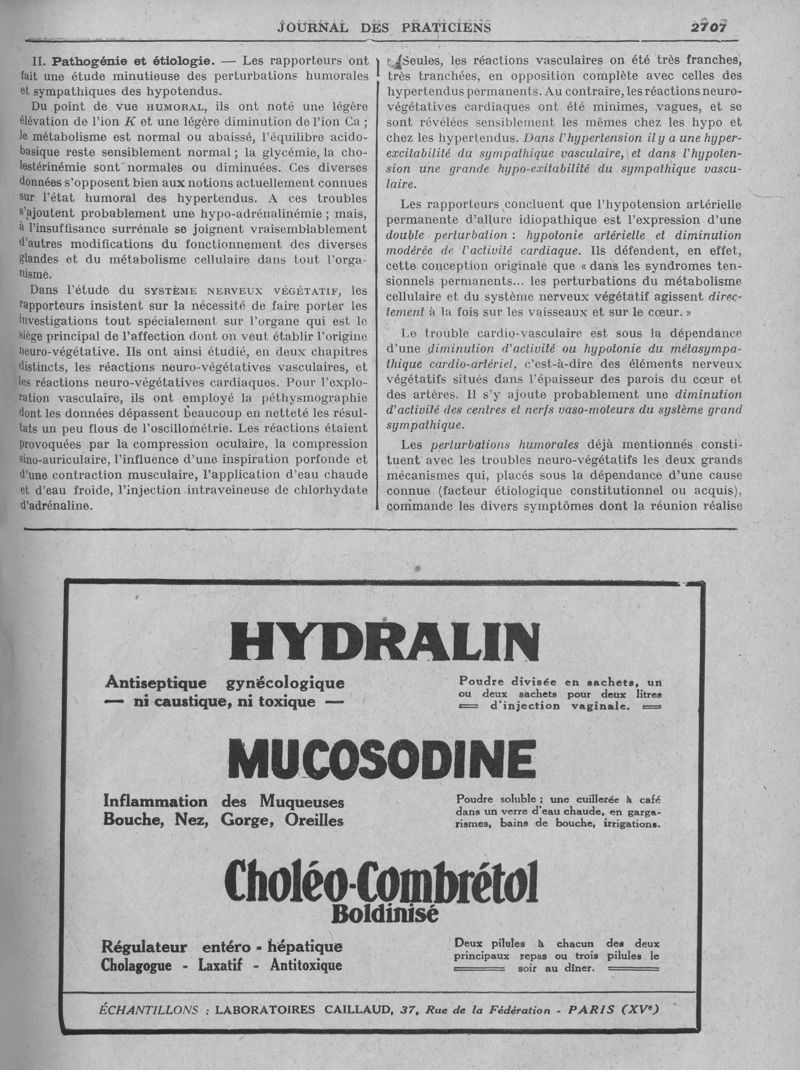 JOURNAL DES PRATICIENS
2707
II. Pathogénie et étiologie. — Les rapporteurs ont
fait une étude minutieuse des perturbations humorales
et sympathiques des hypotendus.
Du point de vue HUMORAL, ils ont noté une légère
élévation de l'ion K et une légère diminution de l'ion Ca ;
le métabolisme est normal ou abaissé, l'équilibre acido-
basique reste sensiblement normal ; la glycémie, la cho-
lestérinémie sont normales ou diminuées. Ces diverses
données s'opposent bien aux notions actuellement connues
sur l'état humoral des hypertendus. A ces troubles
s'ajoutent probablement une hypo-adrénalinémie ; mais,
à l'insuffisance surrénale se joignent vraisemblablement
d'autres modifications du fonctionnement des diverses
glandes et du métabolisme cellulaire dans tout l'orga-
nisme.
Dans l'étude du SYSTÈME NERVEUX VÉGÉTATIF, les
rapporteurs insistent sur la nécessité de faire porter les
investigations tout spécialement sur l'organe qui est le
siège principal de l'affection dont on veut établir l'origine
neuro-végétative. Ils ont ainsi étudié, en deux chapitres
distincts, les réactions neuro-végétatives vasculaires, et
les réactions neuro-végétatives cardiaques. Pour l'explo-
ration vasculaire, ils ont employé la péthysmographie
dont les données dépassent beaucoup en netteté les résul-
tats un peu flous de l'oscillométrie. Les réactions étaient
provoquées par la compression oculaire, la compression
sino-auriculaire, l'influence d'une inspiration porfonde et
d'une contraction musculaire, l'application d'eau chaude
et d'eau froide, l'injection intraveineuse de chlorhydate
d'adrénaline.
Seules, les réactions vasculaires on été très franches,
très tranchées, en opposition complète avec celles des
hypertendus permanents. Au contraire, les réactions neuro-
végétatives cardiaques ont été minimes, vagues, et se
sont révélées sensiblement les mêmes chez les hypo et
chez les hypertendus. Dans l'hypertension il y a une hyper-
excitabilité du sympathique vasculaire, et dans l'hypoten-
sion une grande hypo-exitabilité du sympathique vascu-
laire.
Les rapporteurs concluent que l'hypotension artérielle
permanente d'allure idiopathique est l'expression d'une
double perturbation : hypotonie artérielle et diminution
modérée de l'activité cardiaque. Ils défendent, en effet,
cette conception originale que « dans les syndromes ten-
sionnels permanents... les perturbations du métabolisme
cellulaire et du système nerveux végétatif agissent direc-
tement à la fois sur les vaisseaux et sur le cœur. »
Le trouble cardio-vasculaire est sous la dépendance
d'une diminution d'activité ou hypotonie du métasympa-
thique cardio-artériel, c'est-à-dire des éléments nerveux
végétatifs situés dans l'épaisseur des parois du cœur et
des artères. Il s'y ajoute probablement une diminution
d'activité des centres et nerfs vaso-moteurs du système grand
sympathique.
Les perturbations humorales déjà mentionnés consti-
tuent avec les troubles neuro-végétatifs les deux grands
mécanismes qui, placés sous la dépendance d'une cause
connue (facteur étiologique constitutionnel ou acquis),
commande les divers symptômes dont la réunion réalise
HYDRALIN
Antiseptique gynécologique
— ni caustique, ni toxique —
Poudre divisée en sachets, un
ou deux sachets pour deux litres
d'injection vaginale.
MUCOSODINE
Inflammation des Muqueuses
Bouche, Nez, Gorge, Oreilles
Poudre soluble ; une cuillerée à café
dans un verre d'eau chaude, en garga-
rismes, bains de bouche, irrigations.
Choléo-Combrétol
Boldinisé
Régulateur entéro - hépatique
Cholagogue - Laxatif - Antitoxique
Deux pilules à chacun des deux
principaux repas ou trois pilules le
soir au dîner.
ÉCHANTILLONS : LABORATOIRES CAILLAUD, 37, Rue de la Fédération - PARIS (XVe)